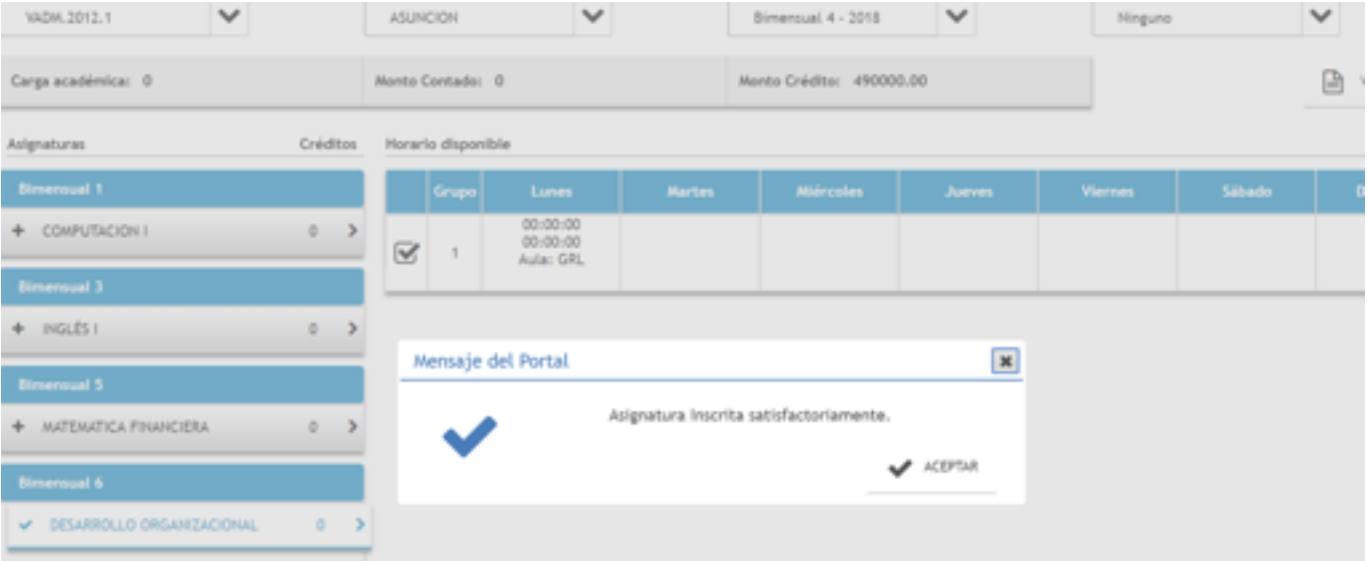 VADM.2012.1 ASUNCION Bimensual 4 - 2018 Ninguno
Carga académica: 0 Monto Contado: 0 Monto Crédito: 490000.00
Asignaturas Créditos Horario disponible
Bimensual 1
Grupo Lunes Martes Miércoles Jueves Viernes Sábado D
COMPUTACION I 0
1 00:00:00
00:00:00
Aula: GRL
Bimensual 3
INGLÉS I 0
Mensaje del Portal
Bimensual 5
Asignatura Inscrita satisfactoriamente.
MATEMATICA FINANCIERA 0
ACEPTAR
Bimensual 6
DESARROLLO ORGANIZACIONAL 0